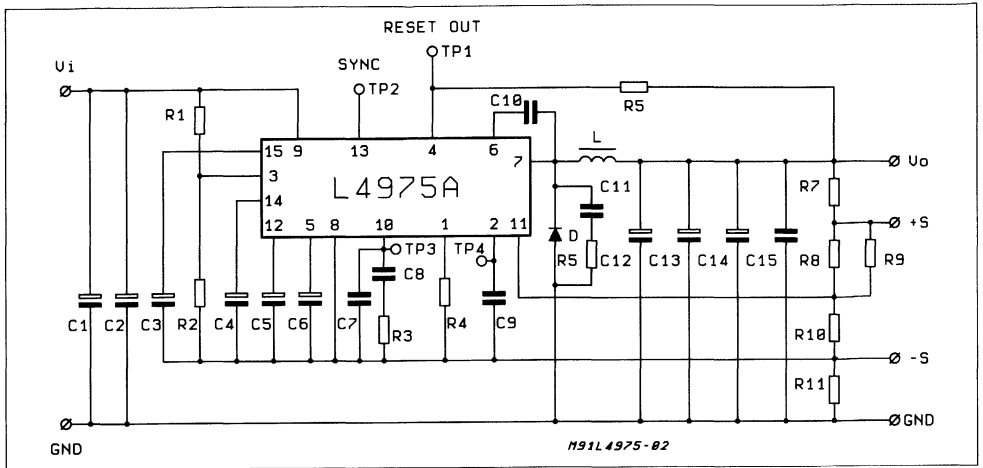 RESET OUT
TP1
Vi
SYNC
TP2
C10
R5
R1
15 9 13 4 6
7
Vo
3
L
L4975A
14
C11
R7
+S
12 5 8 10 1 2 11
TP3
TP4
D
R5
C12 C13 C14 C15
R8
R9
C8
C1 C2 C3 R2 C4 C5 C6 C7
R3
R4
C9
R10
-S
R11
GND
GND
M91L4975-02